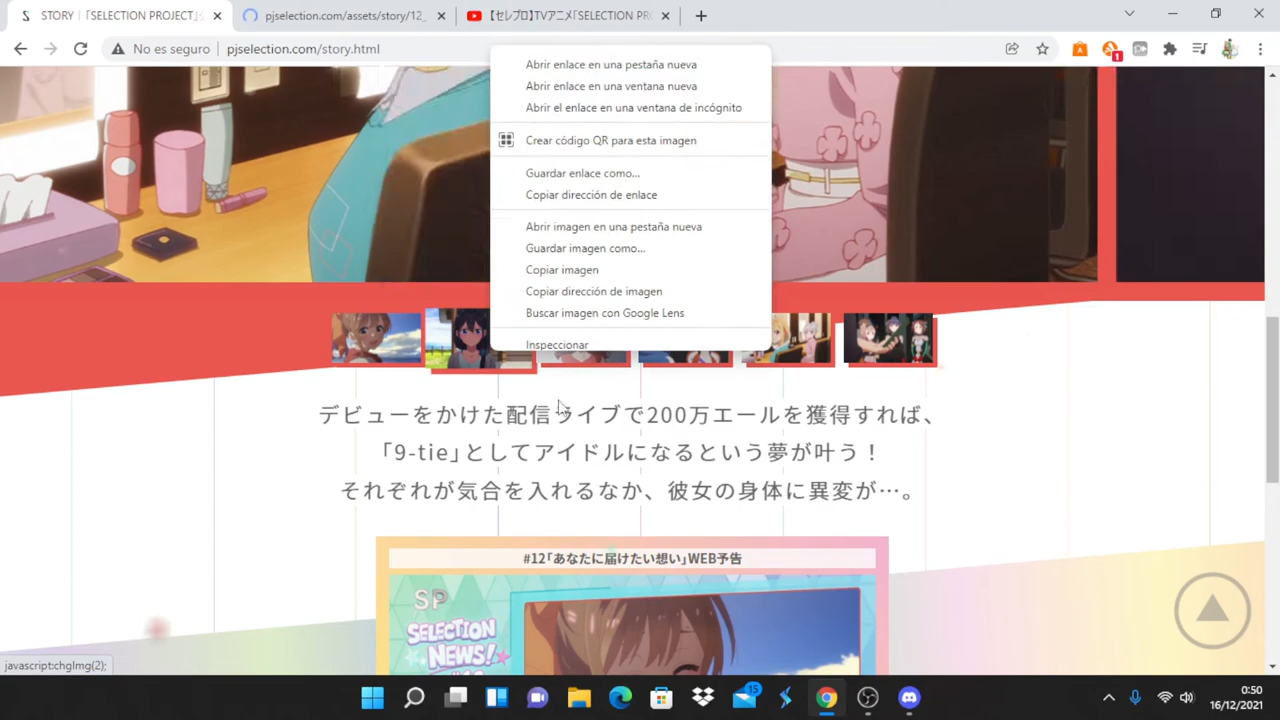 STORY | 「SELECTION PROJECT」
pjselection.com/assets/story/12_
【セレプロ】TVアニメ「SELECTION PR
No es seguro
pjselection.com/story.html
1
Abrir enlace en una pestaña nueva
Abrir enlace en una ventana nueva
Abrir el enlace en una ventana de incógnito
Crear código QR para esta imagen
Guardar enlace como...
Copiar dirección de enlace
Abrir imagen en una pestaña nueva
Guardar imagen como...
Copiar imagen
Copiar dirección de imagen
Buscar imagen con Google Lens
Inspeccionar
デビューをかけた配信ライブで200万エールを獲得すれば、
「9-tie」としてアイドルになるという夢が叶う！
それぞれが気合を入れるなか、彼女の身体に異変が…。
#12「あなたに届けたい想い」WEB予告
SP
SELECTION
NEWS!
javascript:chgImg(2);
15
0:50
16/12/2021